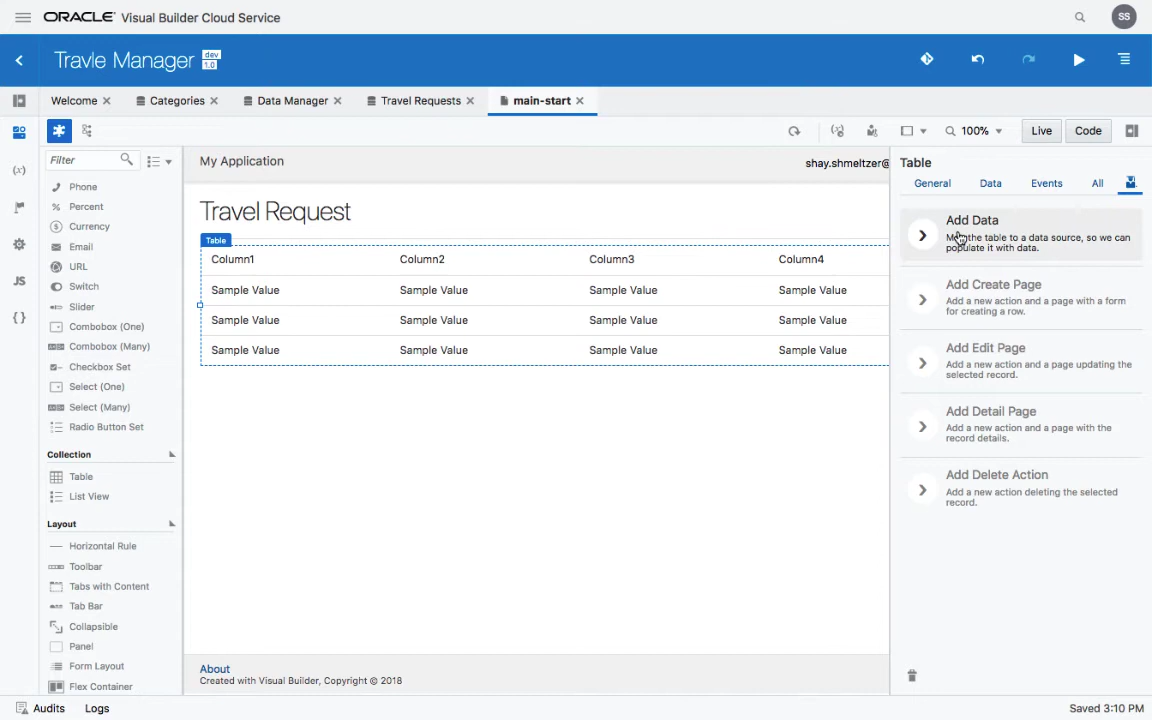 ORACLE® Visual Builder Cloud Service
SS
Travle Manager dev 1.0
Welcome
Categories
Data Manager
Travel Requests
main-start
Filter
100%
Live
Code
Phone
Percent
Currency
Email
URL
Switch
Slider
Combobox (One)
Combobox (Many)
Checkbox Set
Select (One)
Select (Many)
Radio Button Set
Collection
Table
List View
Layout
Horizontal Rule
Toolbar
Tabs with Content
Tab Bar
Collapsible
Panel
Form Layout
Flex Container
(x)
JS
{ }
My Application
shay.shmeltzer@
Travel Request
Table
Column1 Column2 Column3 Column4
Sample Value Sample Value Sample Value Sample Value
Sample Value Sample Value Sample Value Sample Value
Sample Value Sample Value Sample Value Sample Value
About
Created with Visual Builder, Copyright © 2018
Table
General Data Events All
Add Data
the table to a data source, so we can
populate it with data.
Add Create Page
Add a new action and a page with a form
for creating a row.
Add Edit Page
Add a new action and a page updating the
selected record.
Add Detail Page
Add a new action and a page with the
record details.
Add Delete Action
Add a new action deleting the selected
record.
Audits
Logs
Saved 3:10 PM